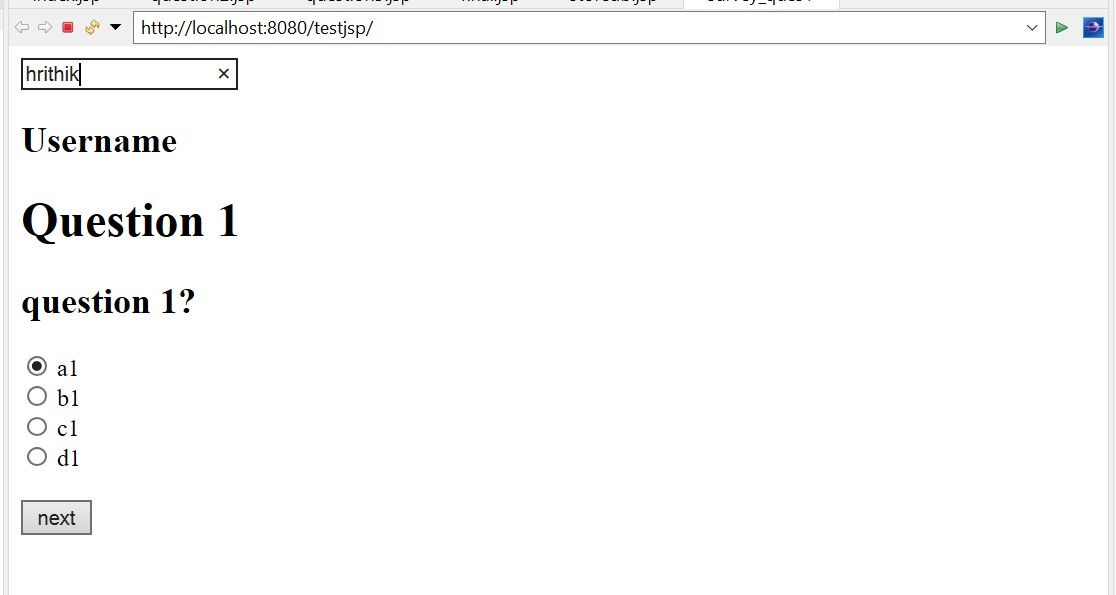 http://localhost:8080/testjsp/
hrithik
Username
Question 1
question 1?
a1
b1
c1
d1
next